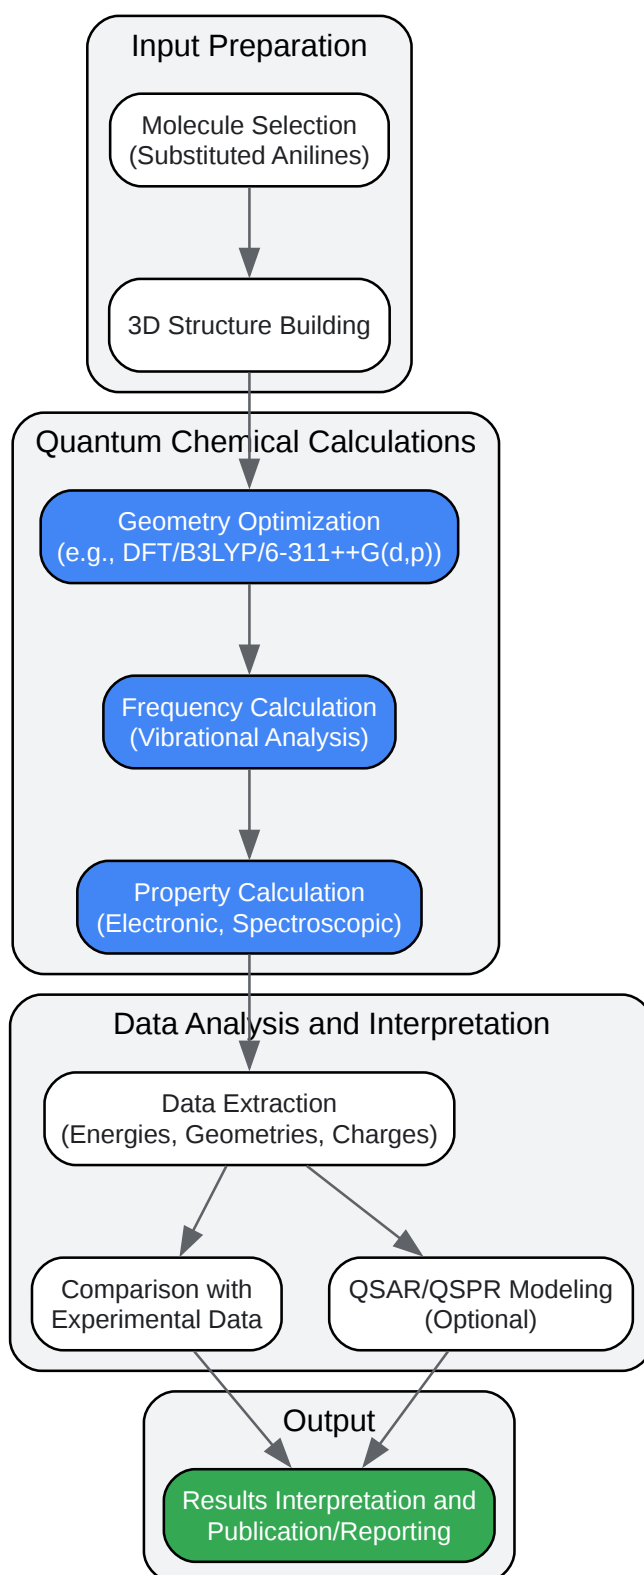 Input Preparation
Molecule Selection
(Substituted Anilines)
3D Structure Building
Quantum Chemical Calculations
Geometry Optimization
(e.g., DFT/B3LYP/6-311++G(d,p))
Frequency Calculation
(Vibrational Analysis)
Property Calculation
(Electronic, Spectroscopic)
Data Analysis and Interpretation
Data Extraction
(Energies, Geometries, Charges)
Comparison with
Experimental Data
QSAR/QSPR Modeling
(Optional)
Output
Results Interpretation and
Publication/Reporting